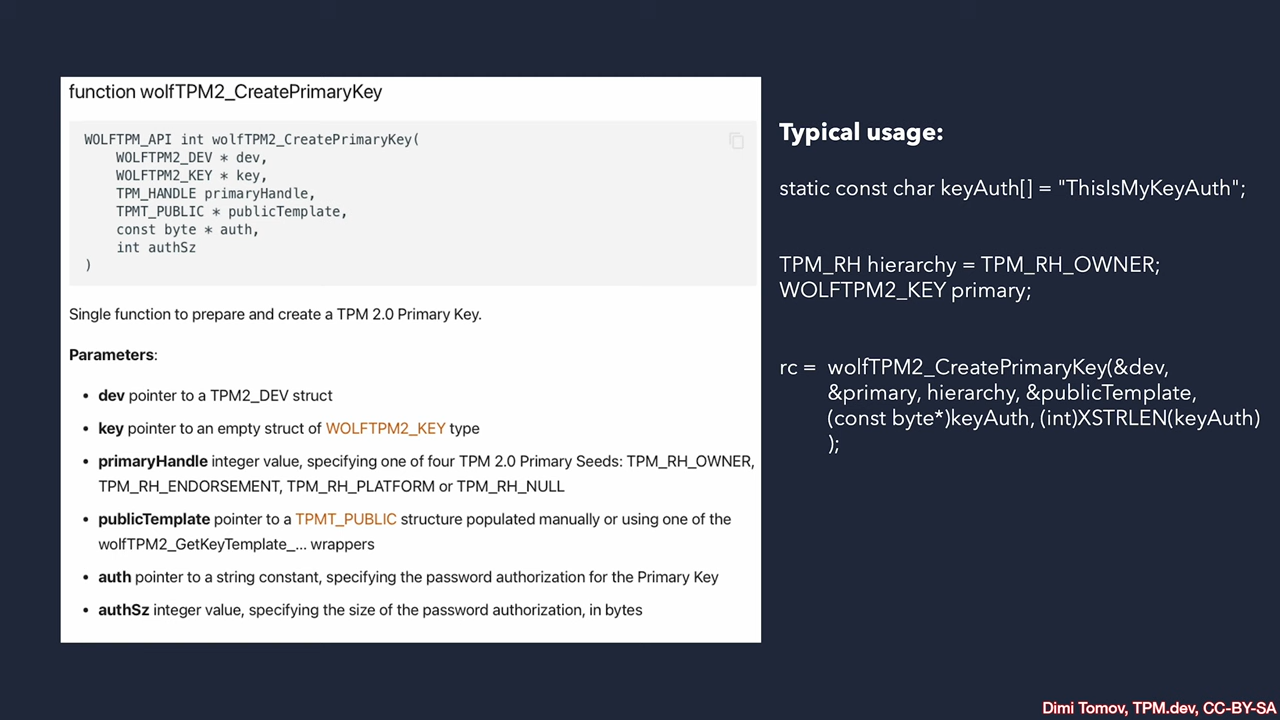 function wolfTPM2_CreatePrimaryKey
WOLFTPM_API int wolfTPM2_CreatePrimaryKey(
WOLFTPM2_DEV * dev,
WOLFTPM2_KEY * key,
TPM_HANDLE primaryHandle,
TPMT_PUBLIC * publicTemplate,
const byte * auth,
int authSz
)
Single function to prepare and create a TPM 2.0 Primary Key.
Parameters:
• dev pointer to a TPM2_DEV struct
• key pointer to an empty struct of WOLFTPM2_KEY type
• primaryHandle integer value, specifying one of four TPM 2.0 Primary Seeds: TPM_RH_OWNER,
TPM_RH_ENDORSEMENT, TPM_RH_PLATFORM or TPM_RH_NULL
• publicTemplate pointer to a TPMT_PUBLIC structure populated manually or using one of the
wolfTPM2_GetKeyTemplate_... wrappers
• auth pointer to a string constant, specifying the password authorization for the Primary Key
• authSz integer value, specifying the size of the password authorization, in bytes
Typical usage:
static const char keyAuth[] = "ThisIsMyKeyAuth";
TPM_RH hierarchy = TPM_RH_OWNER;
WOLFTPM2_KEY primary;
rc = wolfTPM2_CreatePrimaryKey(&dev,
&primary, hierarchy, &publicTemplate,
(const byte*)keyAuth, (int)XSTRLEN(keyAuth)
);
Dimi Tomov, TPM.dev, CC-BY-SA